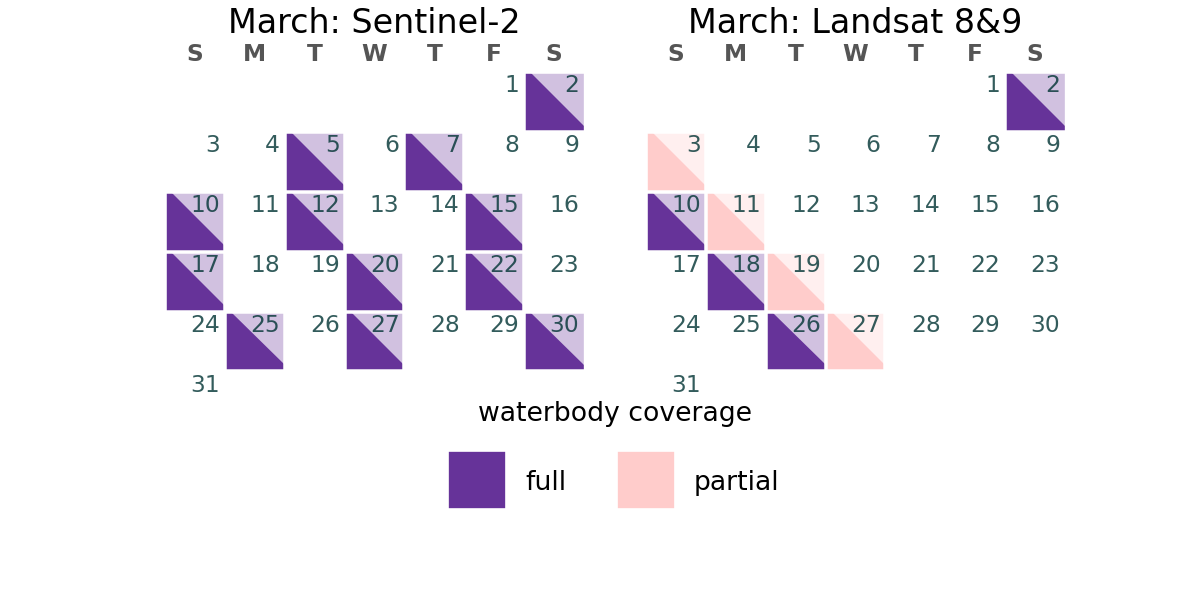 March: Sentinel-2
S M T W T F S
1 2
3 4 5 6 7 8 9
10 11 12 13 14 15 16
17 18 19 20 21 22 23
24 25 26 27 28 29 30
31
March: Landsat 8&9
S M T W T F S
1 2
3 4 5 6 7 8 9
10 11 12 13 14 15 16
17 18 19 20 21 22 23
24 25 26 27 28 29 30
31
waterbody coverage
full
partial